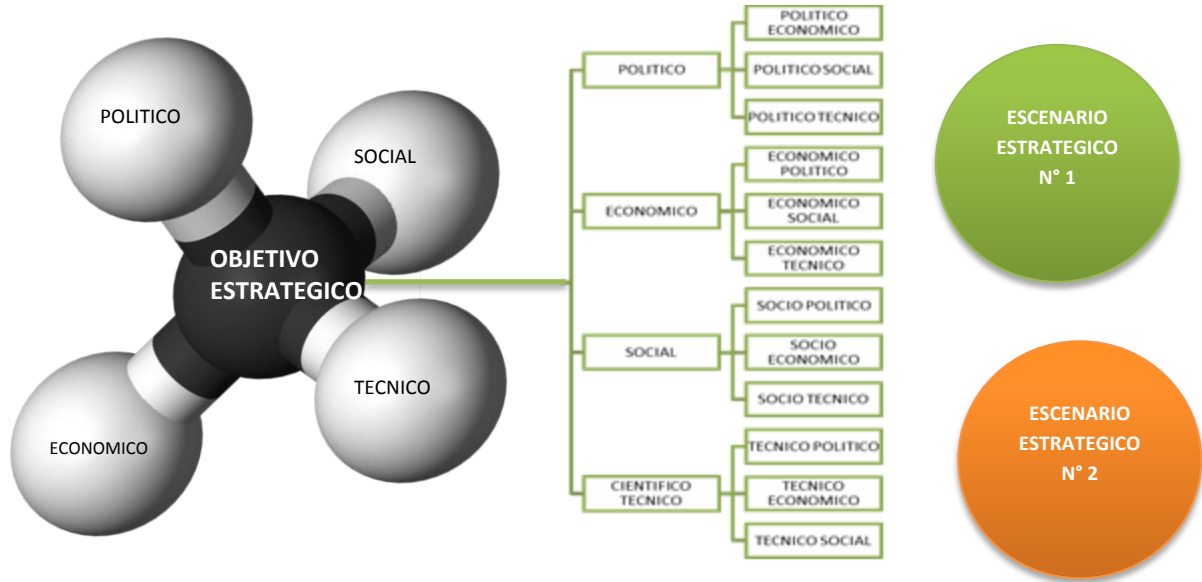 POLITICO
SOCIAL
OBJETIVO
ESTRATEGICO
TECNICO
ECONOMICO
POLITICO
POLITICO
ECONOMICO
POLITICO SOCIAL
POLITICO TECNICO
ECONOMICO
ECONOMICO
POLITICO
ECONOMICO
SOCIAL
ECONOMICO
TECNICO
SOCIAL
SOCIO POLITICO
SOCIO
ECONOMICO
SOCIO TECNICO
CIENTIFICO
TECNICO
TECNICO POLITICO
TECNICO
ECONOMICO
TECNICO SOCIAL
ESCENARIO
ESTRATEGICO
N° 1
ESCENARIO
ESTRATEGICO
N° 2